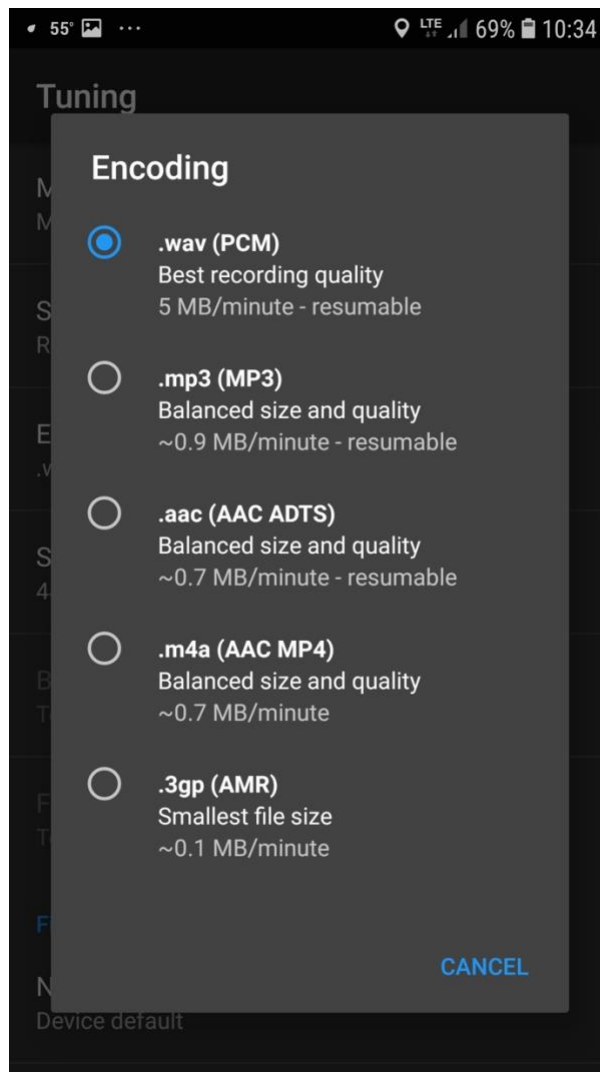 55° ... LTE 69% 10:34
Tuning
Encoding
.wav (PCM)
Best recording quality
5 MB/minute - resumable
.mp3 (MP3)
Balanced size and quality
~0.9 MB/minute - resumable
.aac (AAC ADTS)
Balanced size and quality
~0.7 MB/minute - resumable
.m4a (AAC MP4)
Balanced size and quality
~0.7 MB/minute
.3gp (AMR)
Smallest file size
~0.1 MB/minute
CANCEL
Device default